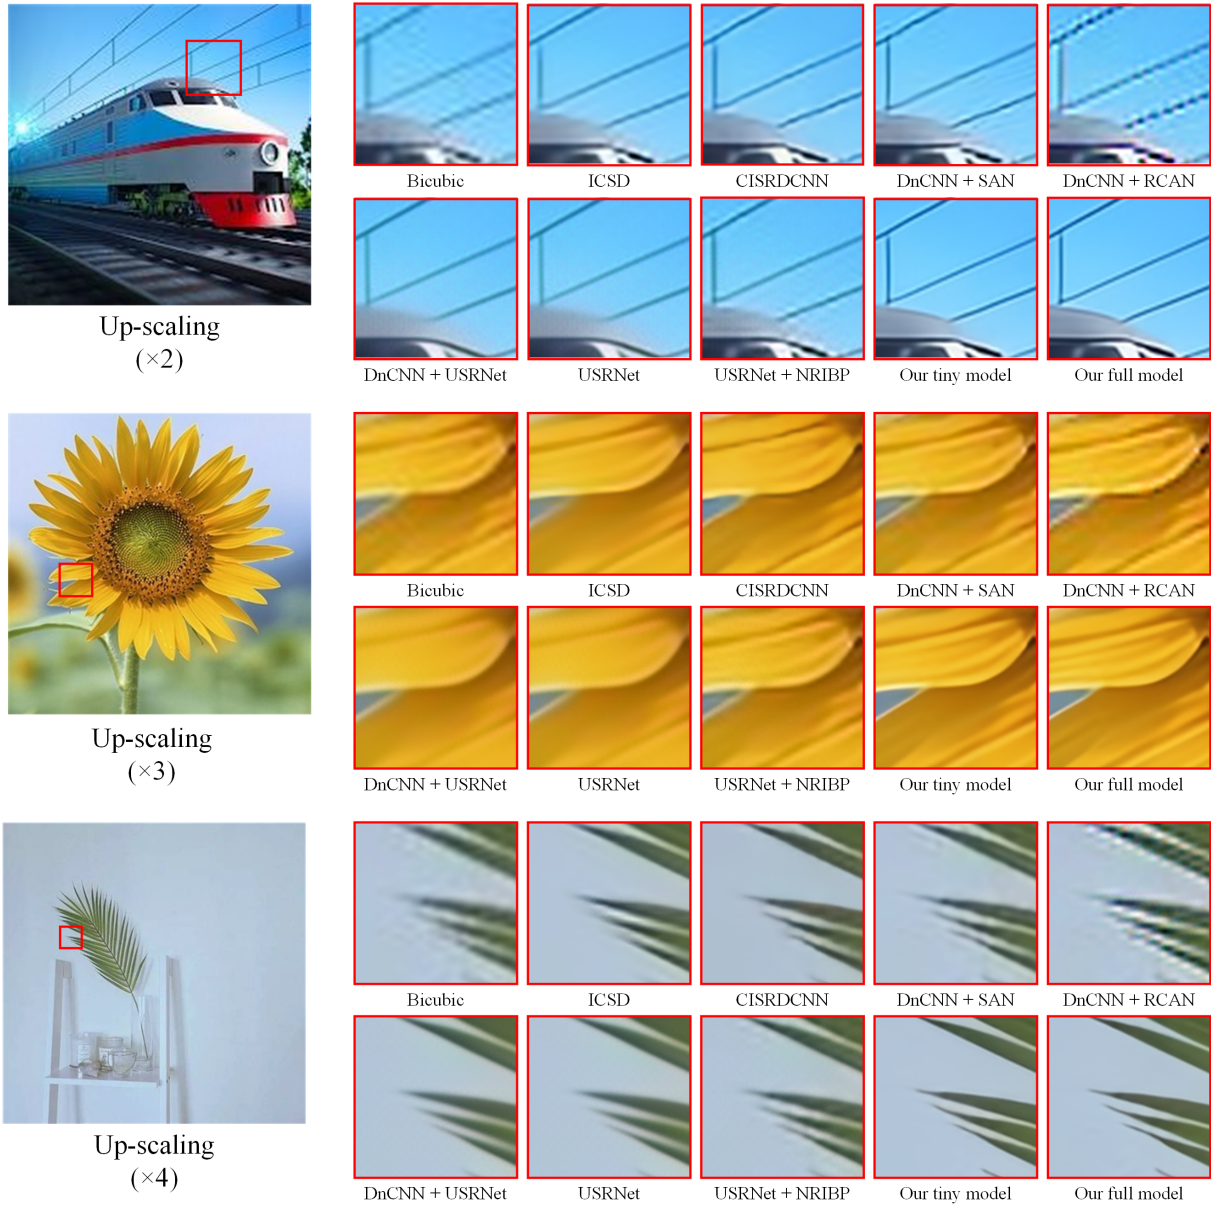 Bicubic
ICSD
CISRDCNN
DnCNN + SAN
DnCNN + RCAN
DnCNN + USRNet
USRNet
USRNet + NRIBP
Our tiny model
Our full model
Up-scaling
(×2)
Bicubic
ICSD
CISRDCNN
DnCNN + SAN
DnCNN + RCAN
DnCNN + USRNet
USRNet
USRNet + NRIBP
Our tiny model
Our full model
Up-scaling
(×3)
Bicubic
ICSD
CISRDCNN
DnCNN + SAN
DnCNN + RCAN
DnCNN + USRNet
USRNet
USRNet + NRIBP
Our tiny model
Our full model
Up-scaling
(×4)